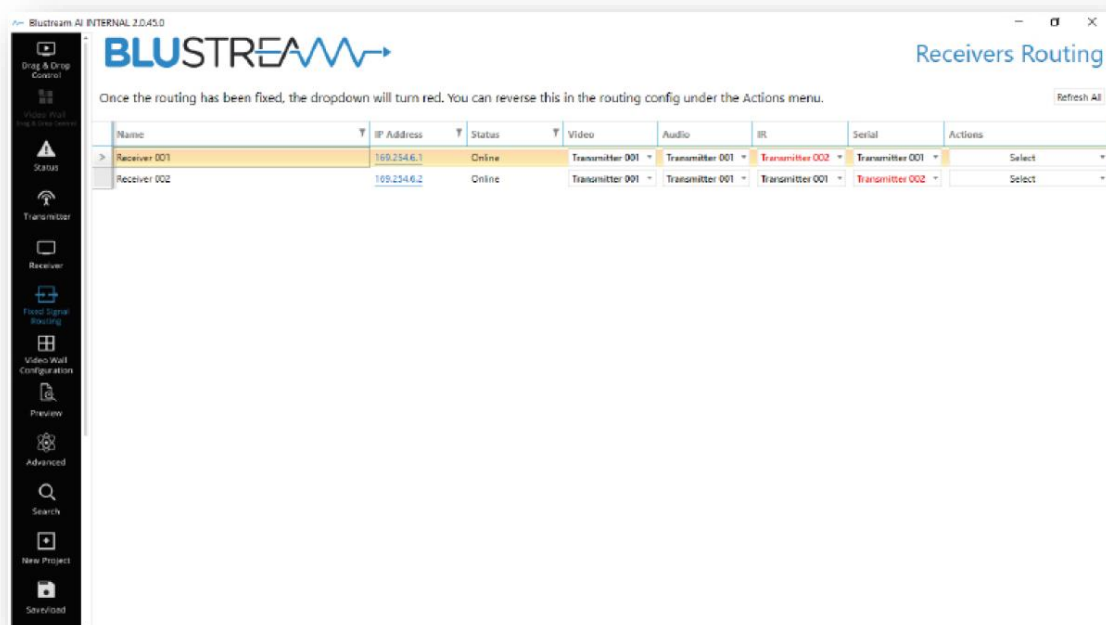 Blustream AI INTERNAL 2.0.45.0
BLUSTREAM
Receivers Routing
Once the routing has been fixed, the dropdown will turn red. You can reverse this in the routing config under the Actions menu.
Refresh All
Name IP Address Status Video Audio IR Serial Actions
Receiver 001 169.254.6.1 Online Transmitter 001 Transmitter 001 Transmitter 002 Transmitter 001 Select
Receiver 002 169.254.6.2 Online Transmitter 001 Transmitter 001 Transmitter 001 Transmitter 002 Select
Drag & Drop
Control
Video Wall
Drag & Drop Control
Status
Transmitter
Receiver
Fixed Signal
Routing
Video Wall
Configuration
Preview
Advanced
Search
New Project
Save/load